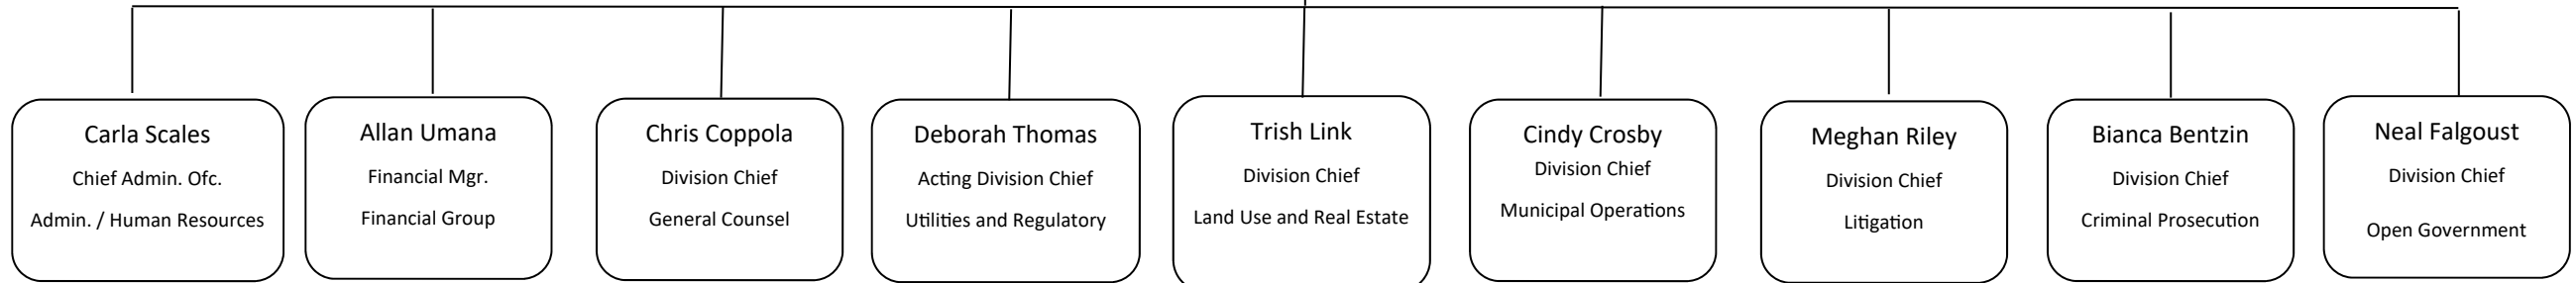 Carla Scales
Chief Admin. Ofc.
Admin. / Human Resources
Allan Umana
Financial Mgr.
Financial Group
Chris Coppola
Division Chief
General Counsel
Deborah Thomas
Acting Division Chief
Utilities and Regulatory
Trish Link
Division Chief
Land Use and Real Estate
Cindy Crosby
Division Chief
Municipal Operations
Meghan Riley
Division Chief
Litigation
Bianca Bentzin
Division Chief
Criminal Prosecution
Neal Falgoust
Division Chief
Open Government